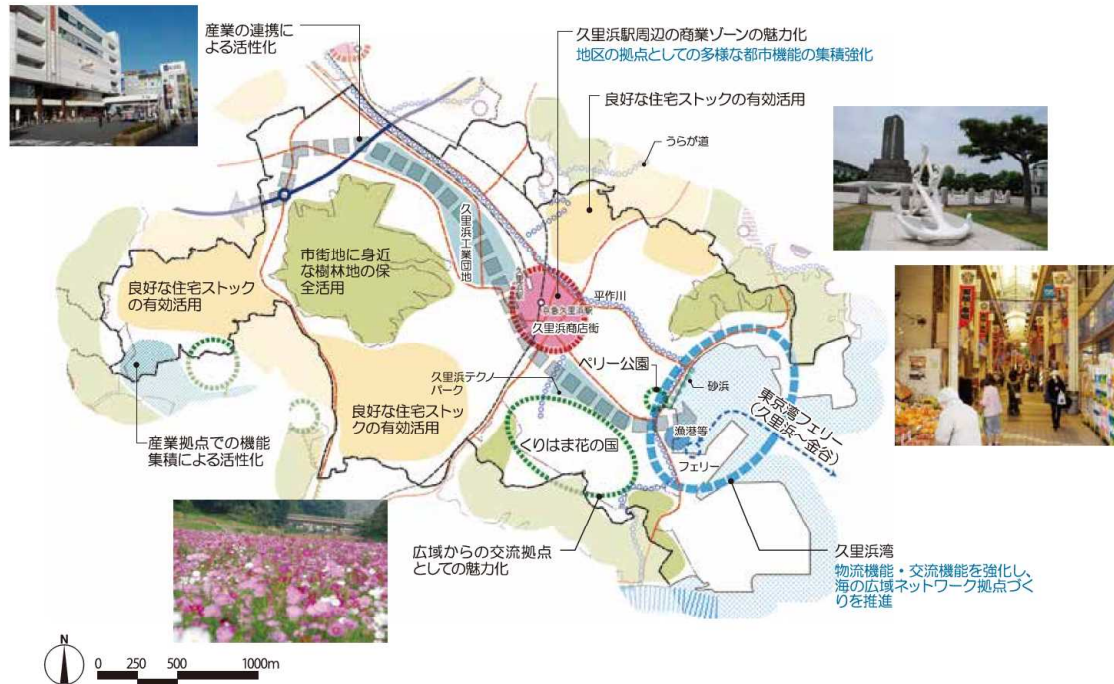 産業の連携
による活性化
久里浜駅周辺の商業ゾーンの魅力化
地区の拠点としての多様な都市機能の集積強化
良好な住宅ストックの有効活用
うらが道
久里浜工業団地
市街地に身近
な樹林地の保
全活用
良好な住宅ストック
の有効活用
久里浜駅
京急久里浜駅
久里浜商店街
平作川
ペリー公園
砂浜
久里浜テクノ
パーク
良好な住宅ストッ
クの有効活用
漁港等
フェリー
東京湾フェリー
(久里浜~金谷)
くりはま花の国
産業拠点での機能
集積による活性化
広域からの交流拠点
としての魅力化
久里浜湾
物流機能・交流機能を強化し、
海の広域ネットワーク拠点づく
りを推進
N
0 250 500 1000m